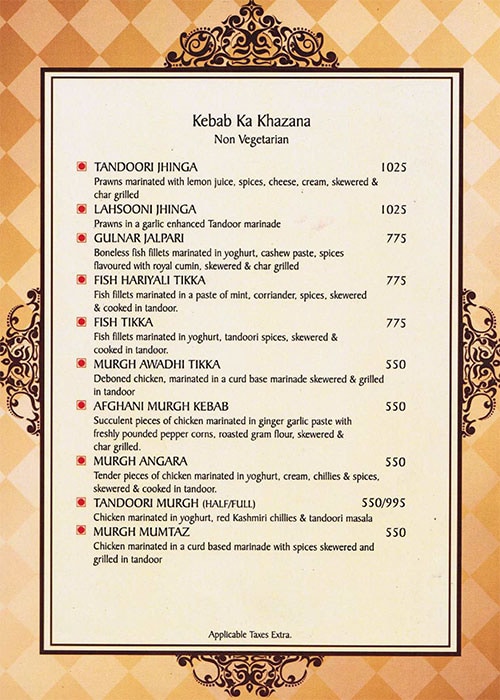 Kebab Ka Khazana
Non Vegetarian
TANDOORI JHINGA 1025
Prawns marinated with lemon juice, spices, cheese, cream, skewered &
char grilled
LAHSOONI JHINGA 1025
Prawns in a garlic enhanced Tandoor marinade
GULNAR JALPARI 775
Boneless fish fillets marinated in yoghurt, cashew paste, spices
flavoured with royal cumin, skewered & char grilled
FISH HARIYALI TIKKA 775
Fish fillets marinated in a paste of mint, corriander, spices, skewered
& cooked in tandoor.
FISH TIKKA 775
Fish fillets marinated in yoghurt, tandoori spices, skewered &
cooked in tandoor.
MURGH AWADHI TIKKA 550
Deboned chicken, marinated in a curd base marinade skewered & grilled
in tandoor
AFGHANI MURGH KEBAB 550
Succulent pieces of chicken marinated in ginger garlic paste with
freshly pounded pepper corns, roasted gram flour, skewered &
char grilled.
MURGH ANGARA 550
Tender pieces of chicken marinated in yoghurt, cream, chillies & spices,
skewered & cooked in tandoor.
TANDOORI MURGH (HALF/FULL) 550/995
Chicken marinated in yoghurt, red Kashmiri chillies & tandoori masala
MURGH MUMTAZ 550
Chicken marinated in a curd based marinade with spices skewered and
grilled in tandoor
Applicable Taxes Extra.